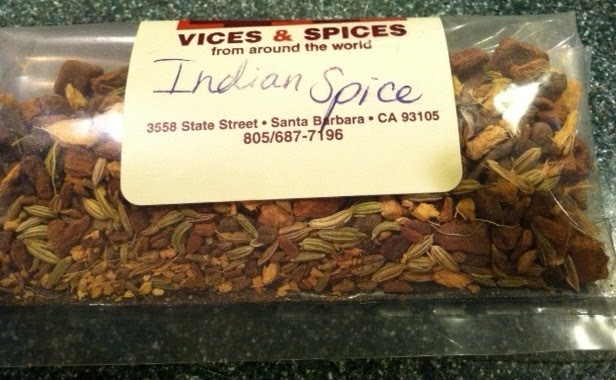 VICES & SPICES
from around the world
Indian Spice
3558 State Street • Santa Barbara • CA 93105
805/687-7196